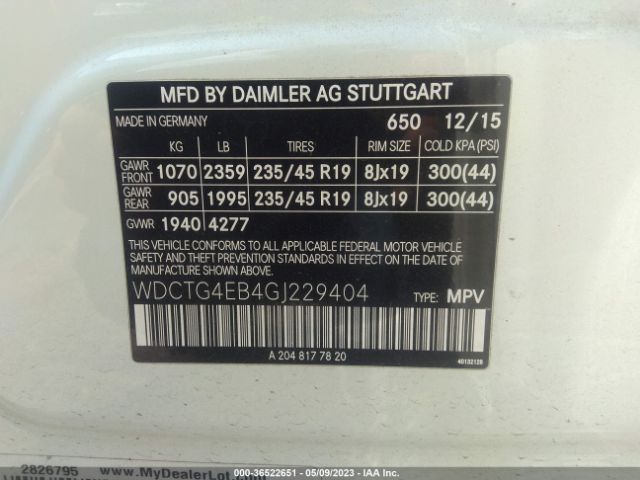 MFD BY DAIMLER AG STUTTGART
MADE IN GERMANY 650 12/15
KG LB TIRES RIM SIZE COLD KPA (PSI)
GAWR FRONT 1070 2359 235/45 R19 8Jx19 300(44)
GAWR REAR 905 1995 235/45 R19 8Jx19 300(44)
GVWR 1940 4277
THIS VEHICLE CONFORMS TO ALL APPLICABLE FEDERAL MOTOR VEHICLE
SAFETY AND THEFT PREVENTION STANDARDS IN EFFECT ON THE DATE
OF MANUFACTURE SHOWN ABOVE.
WDCTG4EB4GJ229404 TYPE: MPV
A 204 817 78 20
40132128
2826795
www.MyDealerLot.com
000-36522651 - 05/09/2023 - IAA Inc.